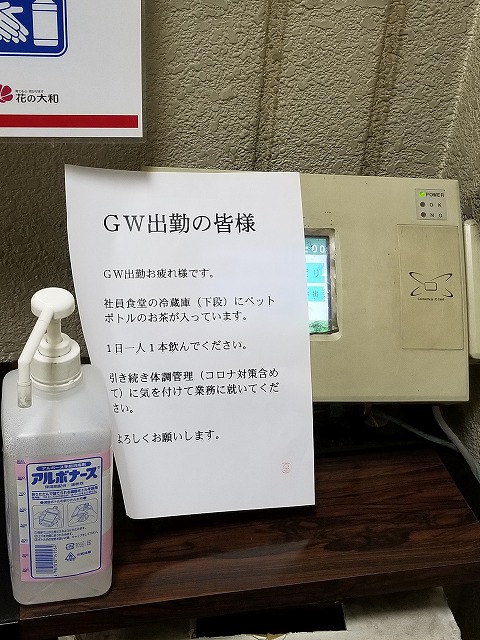 花の大和
GW出勤の皆様
GW出勤お疲れ様です。
社員食堂の冷蔵庫（下段）にペット
ボトルのお茶が入っています。
１日一人１本飲んでください。
引き続き体調管理（コロナ対策含め
て）に気を付けて業務に就いてくだ
さい。
よろしくお願いします。
POWER
OK
NG
:00
アルボナース